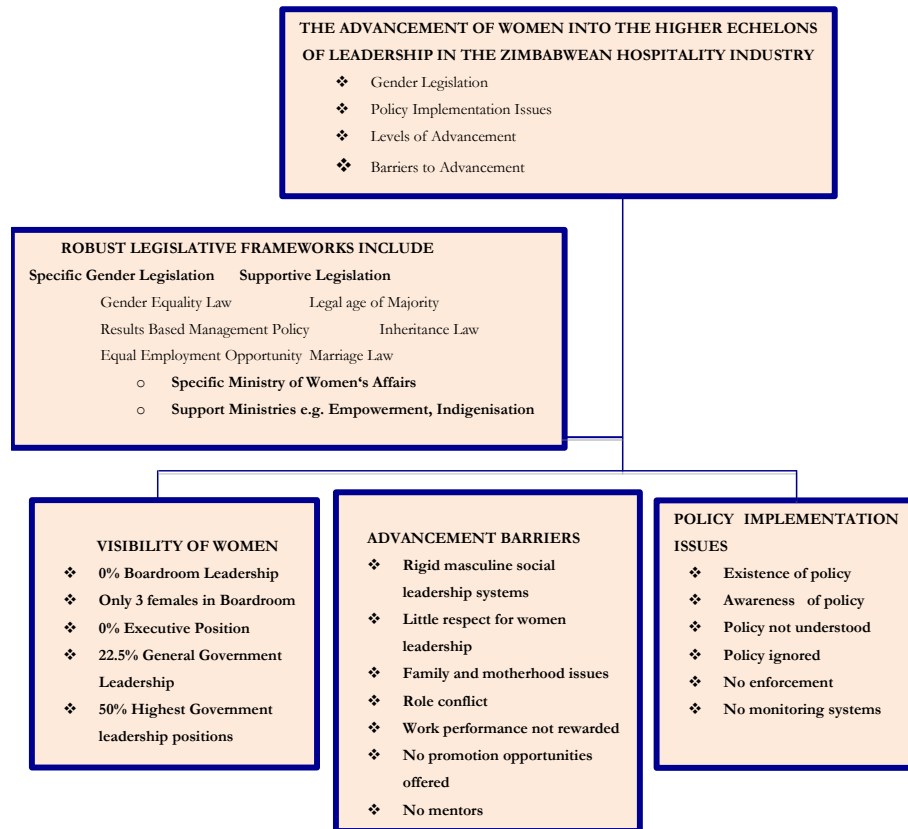 THE ADVANCEMENT OF WOMEN INTO THE HIGHER ECHELONS
OF LEADERSHIP IN THE ZIMBABWEAN HOSPITALITY INDUSTRY
❖ Gender Legislation
❖ Policy Implementation Issues
❖ Levels of Advancement
❖ Barriers to Advancement
ROBUST LEGISLATIVE FRAMEWORKS INCLUDE
Specific Gender Legislation Supportive Legislation
Gender Equality Law Legal age of Majority
Results Based Management Policy Inheritance Law
Equal Employment Opportunity Marriage Law
o Specific Ministry of Women‘s Affairs
o Support Ministries e.g. Empowerment, Indigenisation
VISIBILITY OF WOMEN
❖ 0% Boardroom Leadership
❖ Only 3 females in Boardroom
❖ 0% Executive Position
❖ 22.5% General Government
Leadership
❖ 50% Highest Government
leadership positions
ADVANCEMENT BARRIERS
❖ Rigid masculine social
leadership systems
❖ Little respect for women
leadership
❖ Family and motherhood issues
❖ Role conflict
❖ Work performance not rewarded
❖ No promotion opportunities
offered
❖ No mentors
POLICY IMPLEMENTATION
ISSUES
❖ Existence of policy
❖ Awareness of policy
❖ Policy not understood
❖ Policy ignored
❖ No enforcement
❖ No monitoring systems